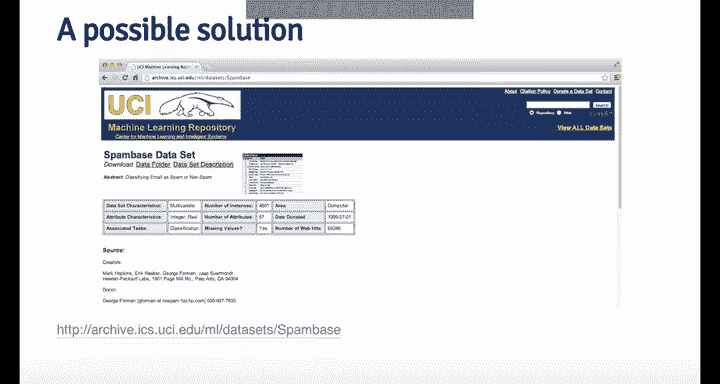 A possible solution
UCI Machine Learning Rep
archive.ics.uci.edu/ml/datasets/Spambase
About Citation Policy Donate a Data Set Contact
UCI
Search
Repository Web
Machine Learning Repository
View ALL Data Sets
Center for Machine Learning and Intelligent Systems
Spambase Data Set
Download: Data Folder, Data Set Description
Abstract: Classifying Email as Spam or Non-Spam
Data Set Characteristics: Multivariate Number of Instances: 4601 Area: Computer
Attribute Characteristics: Integer, Real Number of Attributes: 57 Date Donated 1999-07-01
Associated Tasks: Classification Missing Values? Yes Number of Web Hits:
Source:
Creators:
Mark Hopkins, Erik Reeber, George Forman, Jaap Suermondt
Hewlett-Packard Labs, 1501 Page Mill Rd., Palo Alto, CA 94304
Donor:
George Forman (gforman at nospam hpl.hp.com) 650-857-7835
http://archive.ics.uci.edu/ml/datasets/Spambase